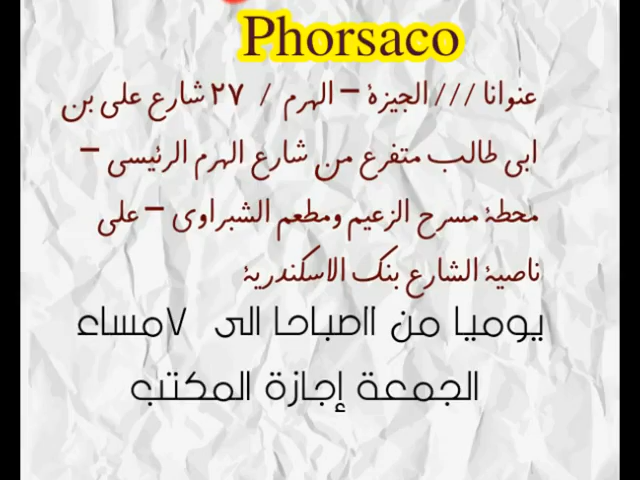 Phorsaco
عنوانا /// الجيزة – الهرم / ٢٧ شارع على بن
ابى طالب متفرع من شارع الهرم الرئيسى –
محطة مسرح الزعيم ومطعم الشبراوى – على
ناصية الشارع بنك الاسكندرية
يوميا من ١١صباحا الى ٧مساء
الجمعة إجازة المكتب